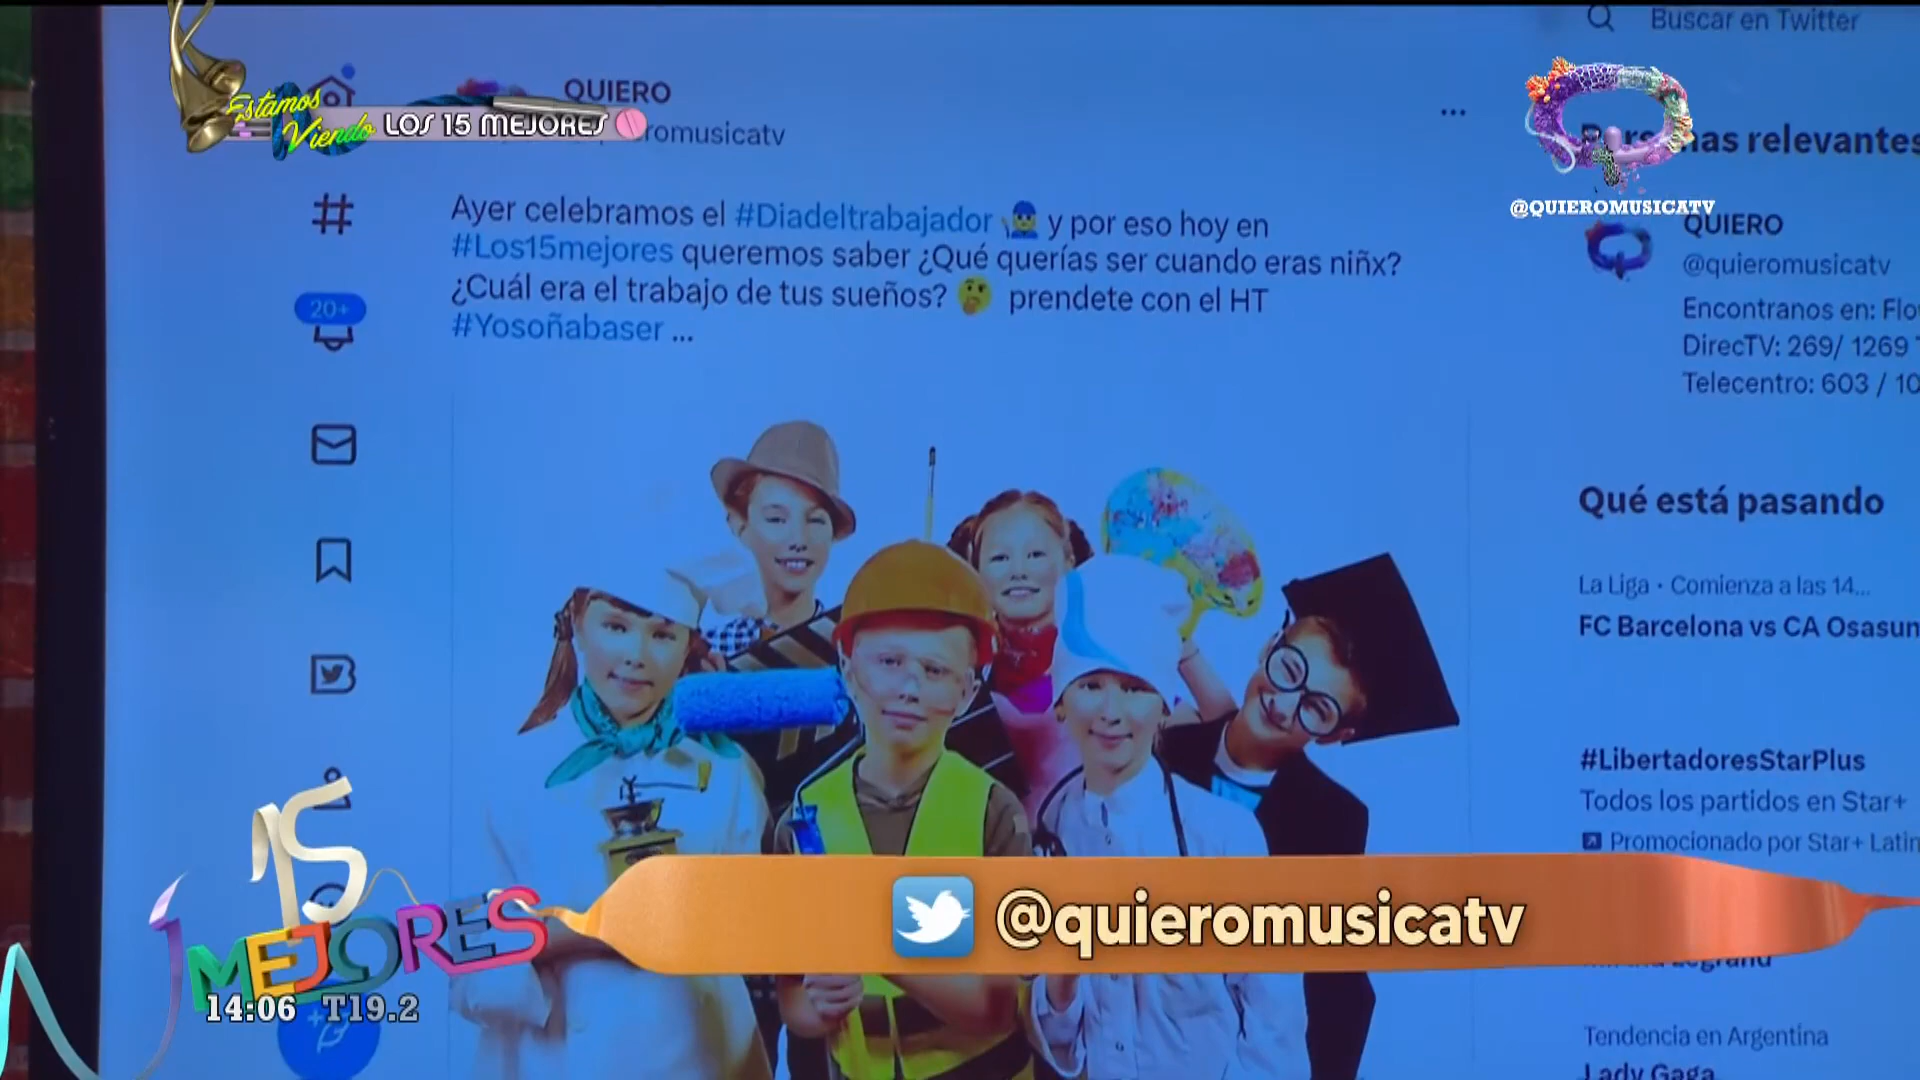 Buscar en Twitter
QUIERO
Estamos
Viendo
LOS 15 MEJORES
romusicatv
Ayer celebramos el #Diadeltrabajador y por eso hoy en
#Los15mejores queremos saber ¿Qué querías ser cuando eras niñx?
¿Cuál era el trabajo de tus sueños? prendete con el HT
#Yosoñabaser ...
20+
@QUIEROMUSICATV
nas relevantes
QUIERO
@quieromusicatv
Encontranos en: Flo
DirecTV: 269/ 1269
Telecentro: 603 / 10
Qué está pasando
La Liga · Comienza a las 14...
FC Barcelona vs CA Osasun
#LibertadoresStarPlus
Todos los partidos en Star+
Promocionado por Star+ Latin
15
MEJORES
@quieromusicatv
14:06 T19.2
Tendencia en Argentina
Lady Gaga